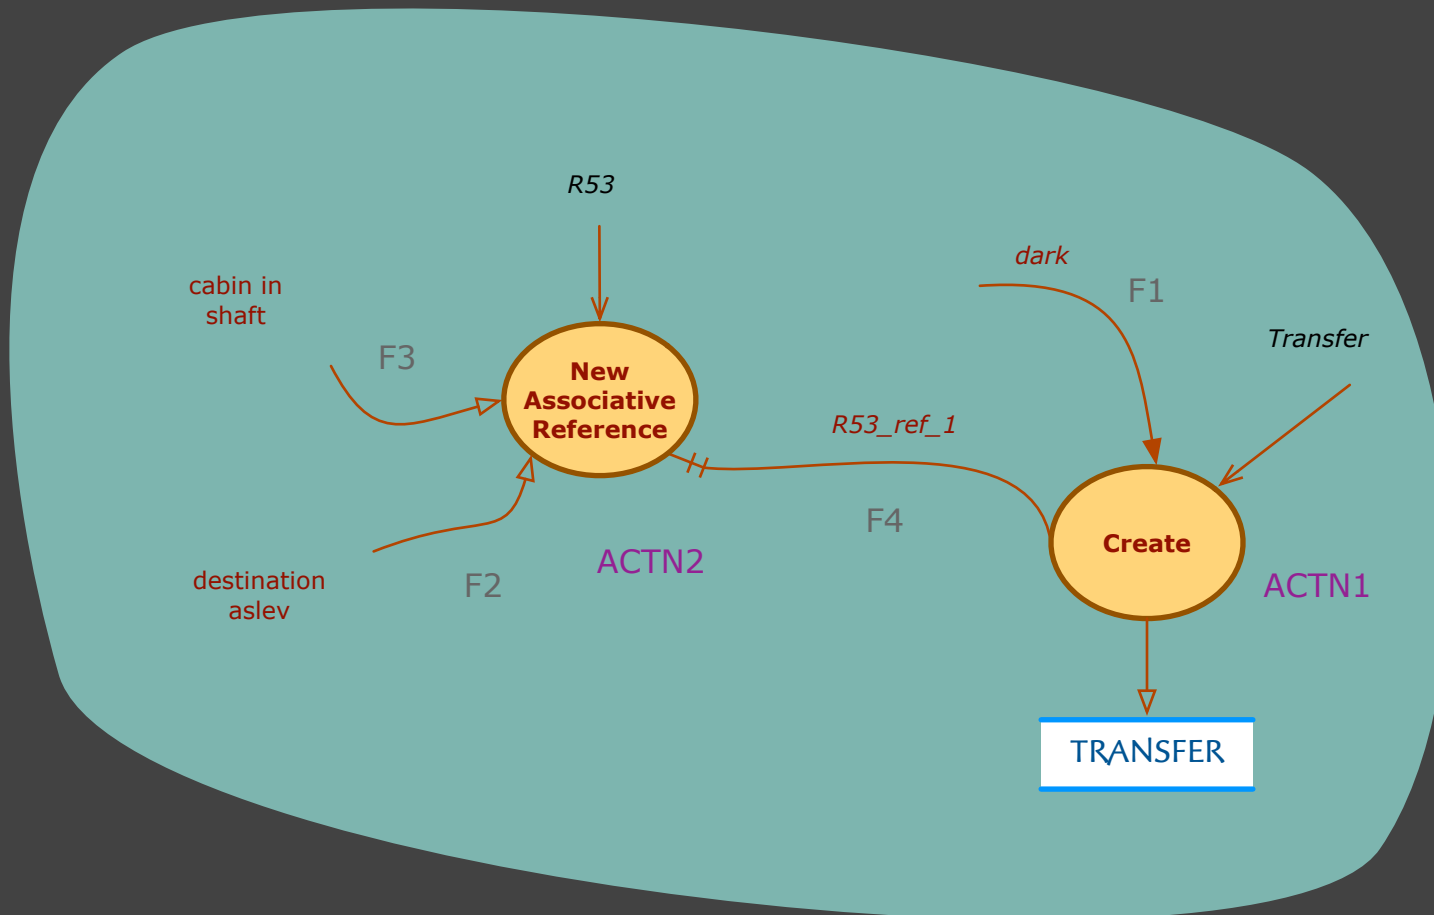 R53
dark
F1
cabin in
shaft
Transfer
F3
New
Associative
Reference
R53_ref_1
F4
Create
ACTN2
destination
aslev
F2
ACTN1
TRANSFER